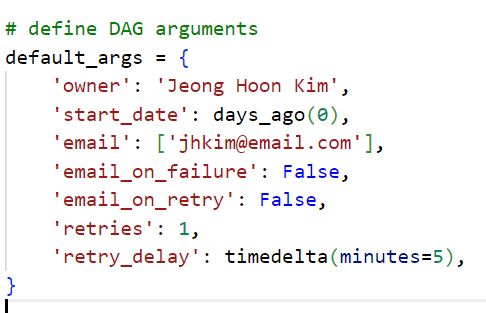 # define DAG arguments
default_args = {
    'owner': 'Jeong Hoon Kim',
    'start_date': days_ago(0),
    'email': ['jhkim@email.com'],
    'email_on_failure': False,
    'email_on_retry': False,
    'retries': 1,
    'retry_delay': timedelta(minutes=5),
}